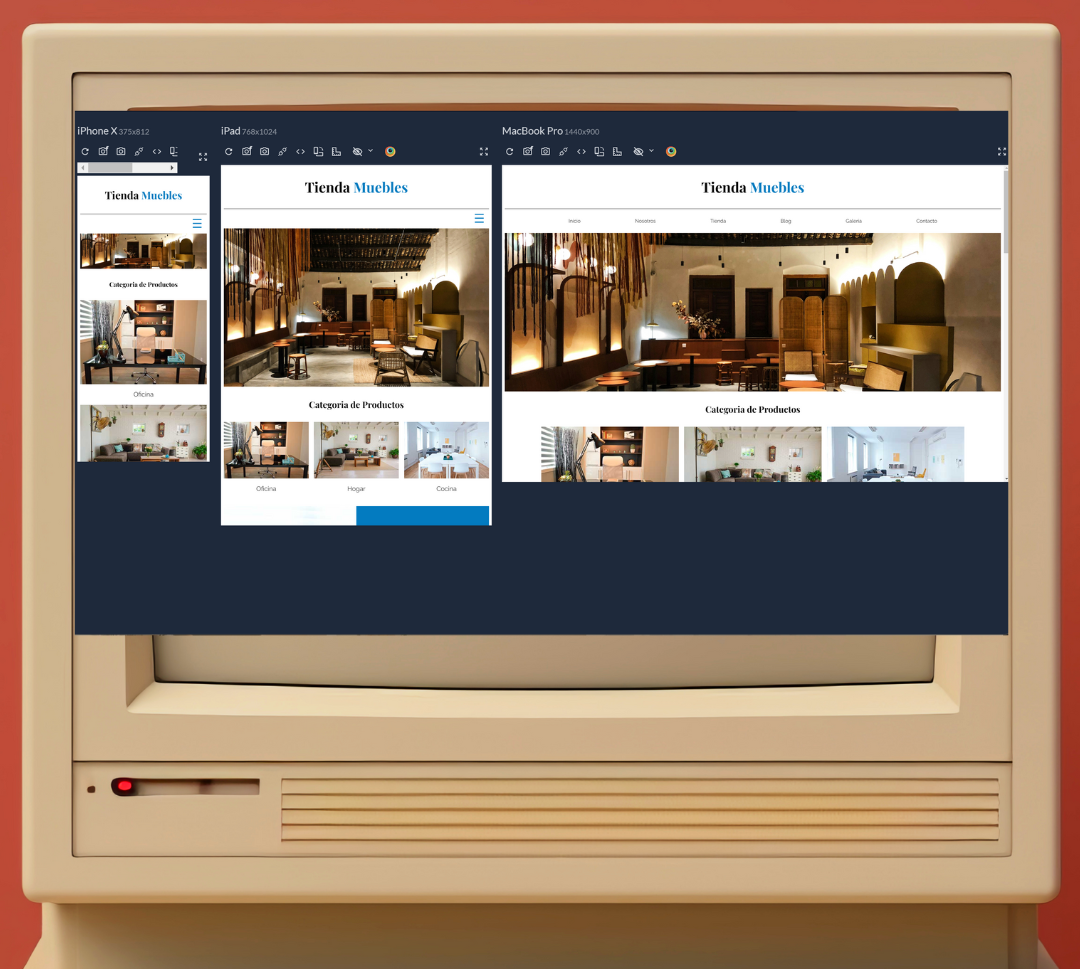 iPhone X 375x812
Tienda Muebles
Categoria de Productos
Oficina
iPad 768x1024
Tienda Muebles
Categoria de Productos
Oficina Hogar Cocina
MacBook Pro 1440x900
Tienda Muebles
Inicio Nosotros Tienda Blog Galeria Contacto
Categoria de Productos